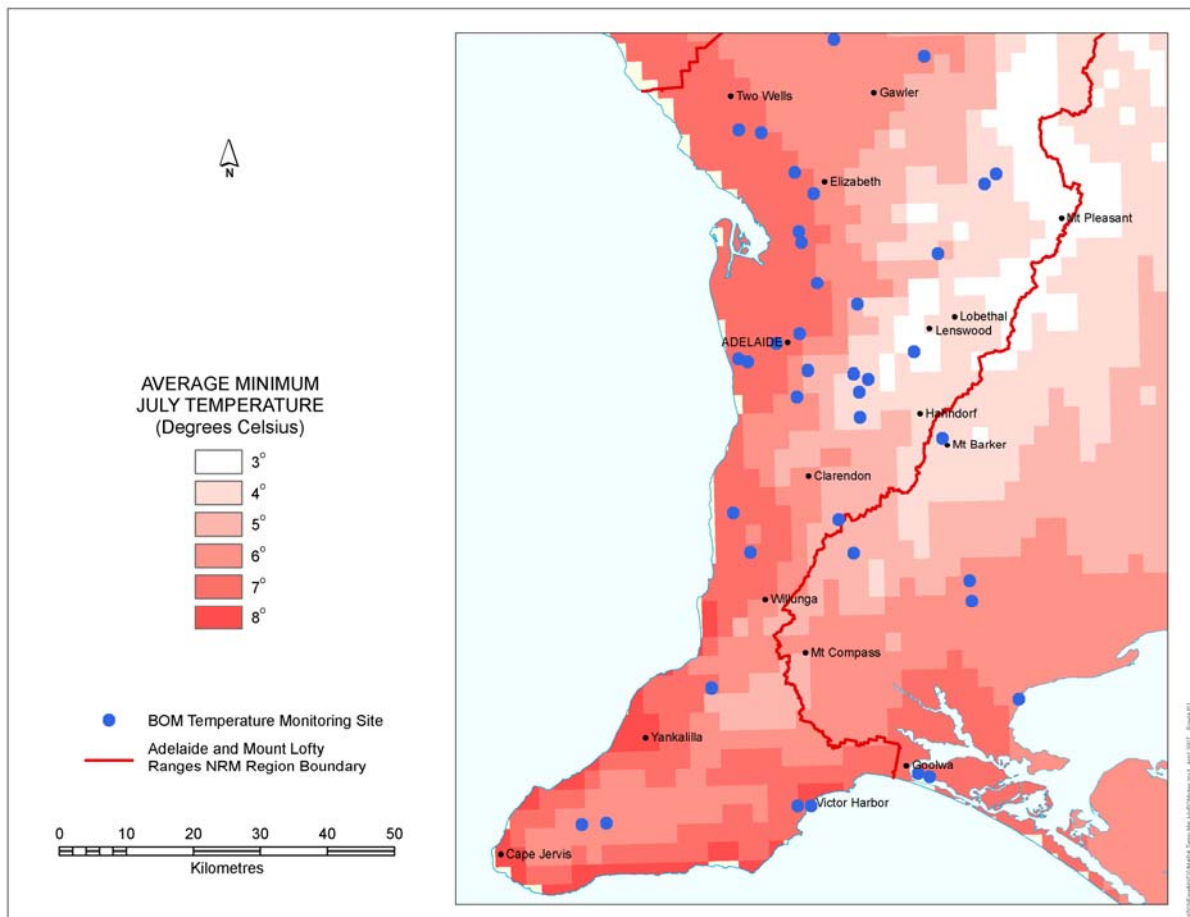 N
AVERAGE MINIMUM
JULY TEMPERATURE
(Degrees Celsius)
3°
4°
5°
6°
7°
8°
BOM Temperature Monitoring Site
Adelaide and Mount Lofty
Ranges NRM Region Boundary
0 10 20 30 40 50
Kilometres
Two Wells
Gawler
Elizabeth
Mt Pleasant
Lobethal
Lenswood
ADELAIDE
Hahndorf
Mt Barker
Clarendon
Willunga
Mt Compass
Yankalilla
Goolwa
Victor Harbor
Cape Jervis